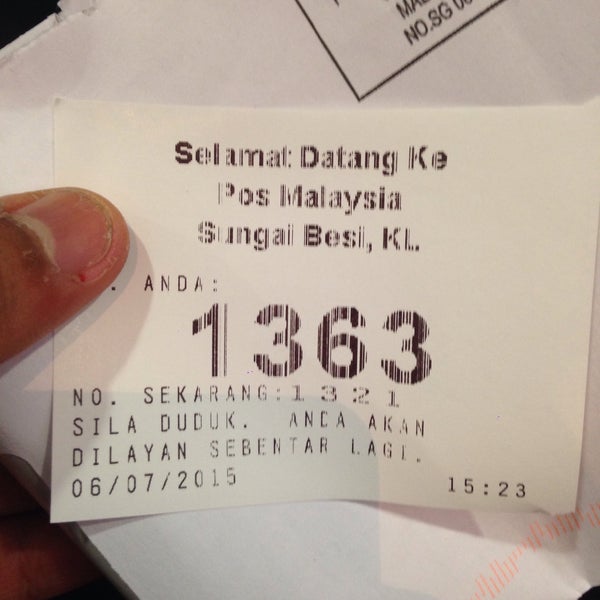 NO.SG
Selamat Datang Ke
Pos Malaysia
Sungai Besi, KL.
ANDA:
1363
NO. SEKARANG:1321
SILA DUDUK. ANDA AKAN
DILAYAN SEBENTAR LAGI.
06/07/2015 15:23